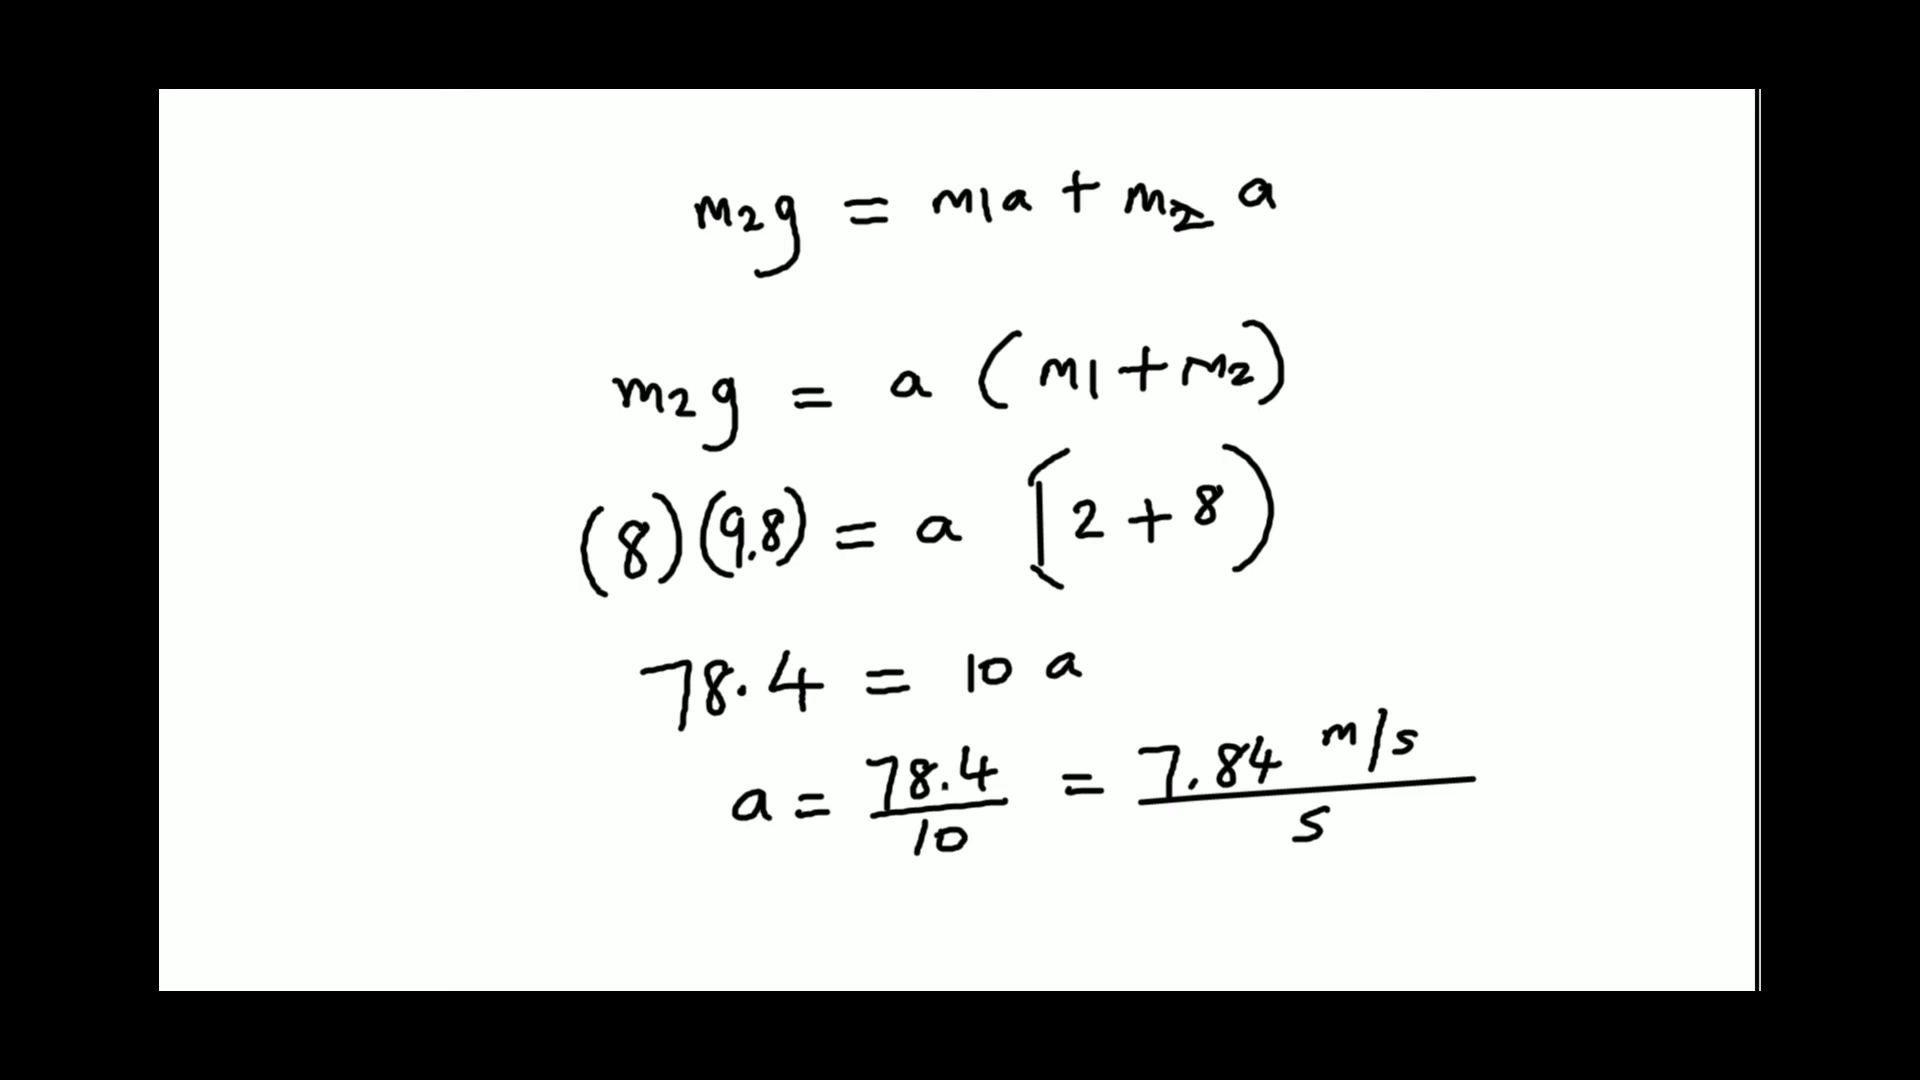 m2g = m1a + m2 a
m2g = a (m1 + m2)
(8)(9.8) = a [2 + 8)
78.4 = 10 a
a = 78.4/10 = 7.84 m/s / s